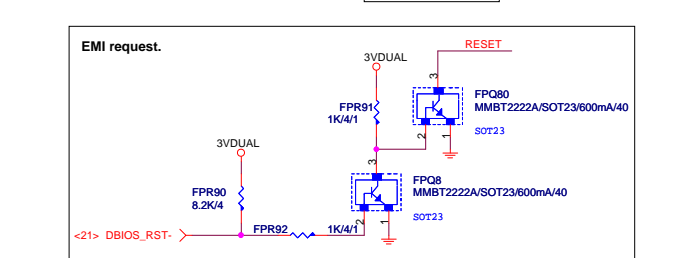 EMI request.
RESET
3VDUAL
3
FPQ80
MMBT2222A/SOT23/600mA/40
FPR91
1K/4/1
SOT23
2
1
3VDUAL
3
FPQ8
MMBT2222A/SOT23/600mA/40
FPR90
8.2K/4
SOT23
2
1
<21> DBIOS_RST-
FPR92
1K/4/1